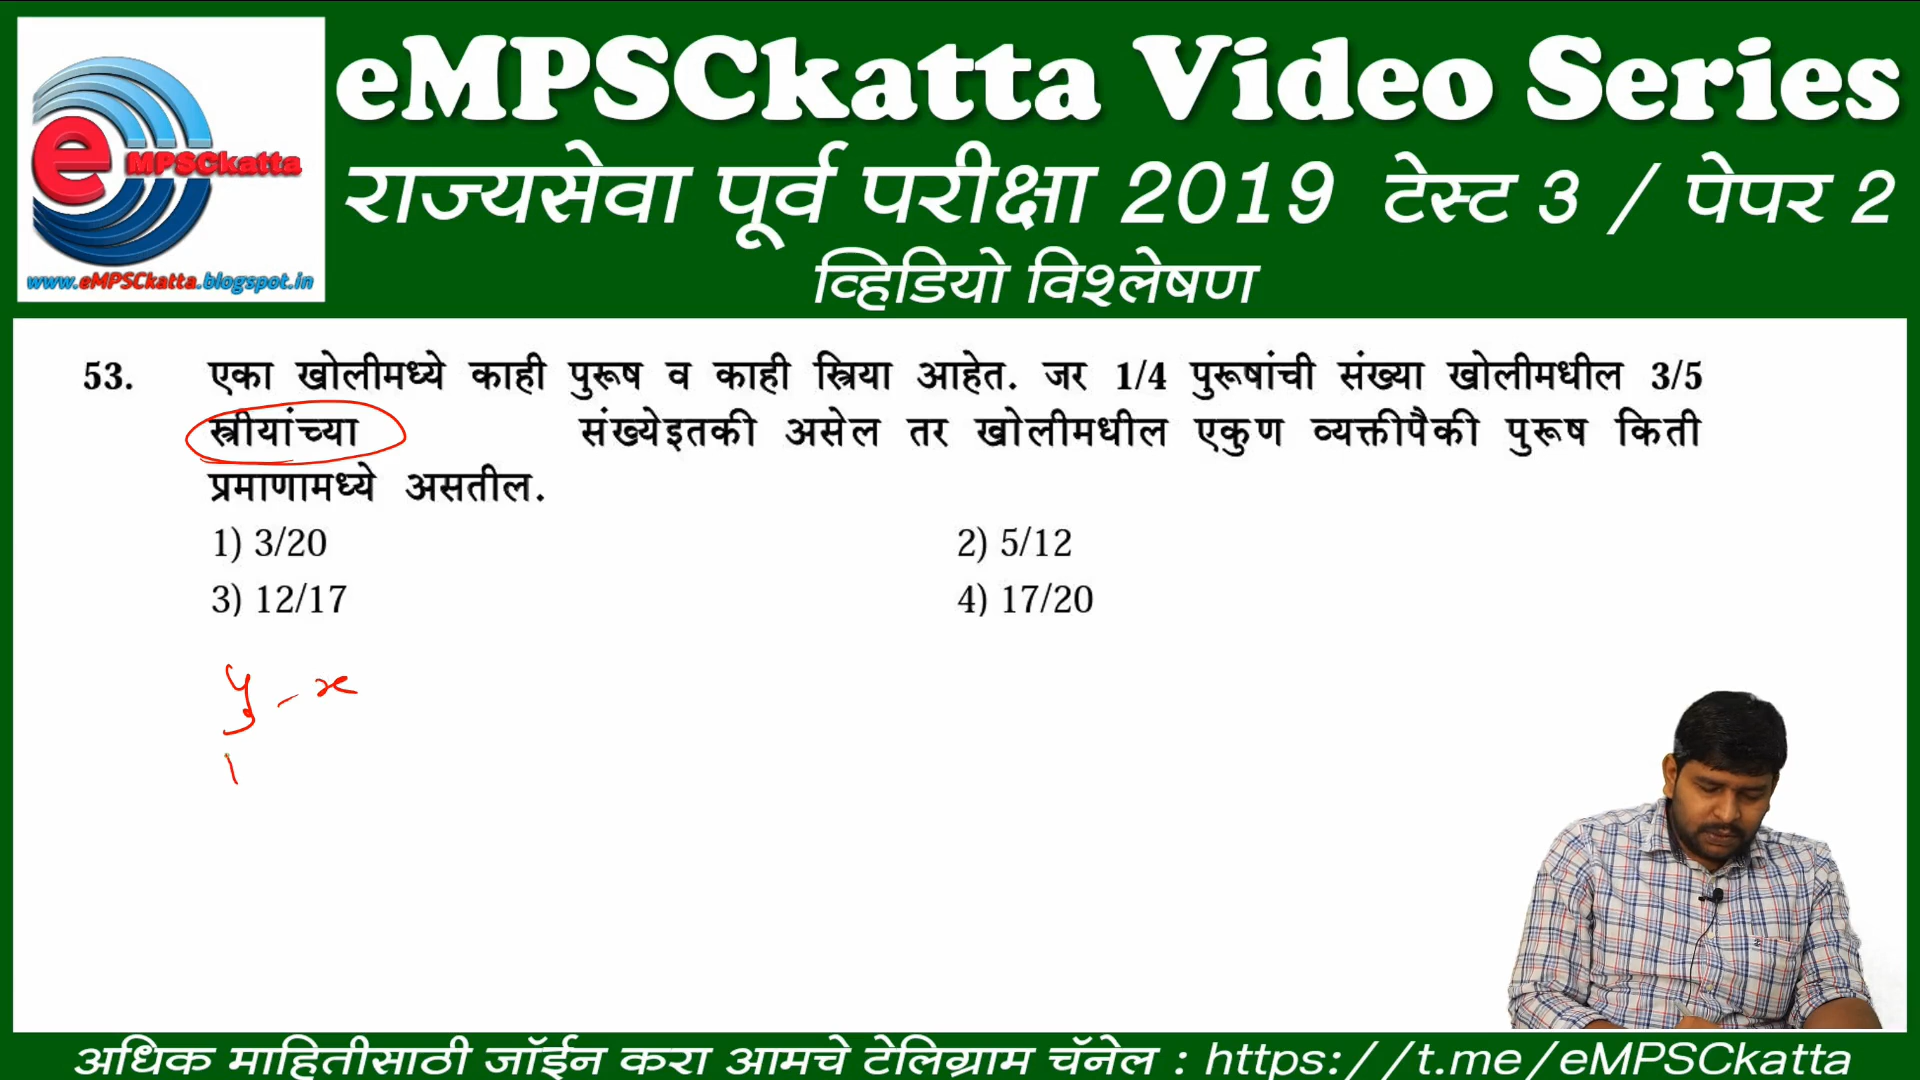 eMPSCkatta Video Series
राज्यसेवा पूर्व परीक्षा 2019 टेस्ट 3 / पेपर 2
व्हिडियो विश्लेषण
eMPSCkatta
www.eMPSCkatta.blogspot.in
53. एका खोलीमध्ये काही पुरूष व काही स्त्रिया आहेत. जर 1/4 पुरूषांची संख्या खोलीमधील 3/5
स्त्रीयांच्या संख्येइतकी असेल तर खोलीमधील एकुण व्यक्तीपैकी पुरूष किती
प्रमाणामध्ये असतील.
1) 3/20 2) 5/12
3) 12/17 4) 17/20
- x
अधिक माहितीसाठी जॉईन करा आमचे टेलिग्राम चॅनेल : https://t.me/eMPSCkatta